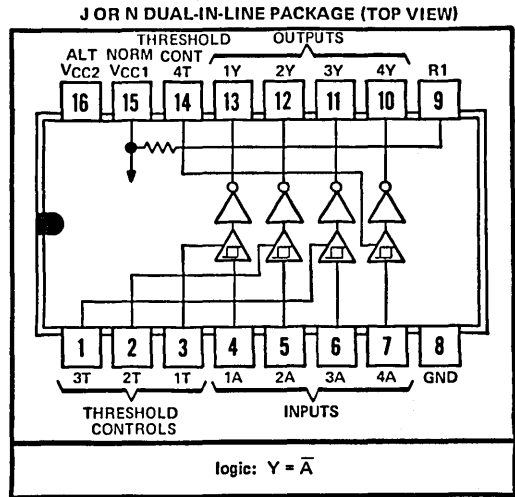 J OR N DUAL-IN-LINE PACKAGE (TOP VIEW)
THRESHOLD OUTPUTS
ALT NORM CONT
VCC2 VCC1 4T 1Y 2Y 3Y 4Y R1
16 15 14 13 12 11 10 9
1 2 3 4 5 6 7 8
3T 2T 1T 1A 2A 3A 4A GND
THRESHOLD INPUTS
CONTROLS
logic: Y = A̅